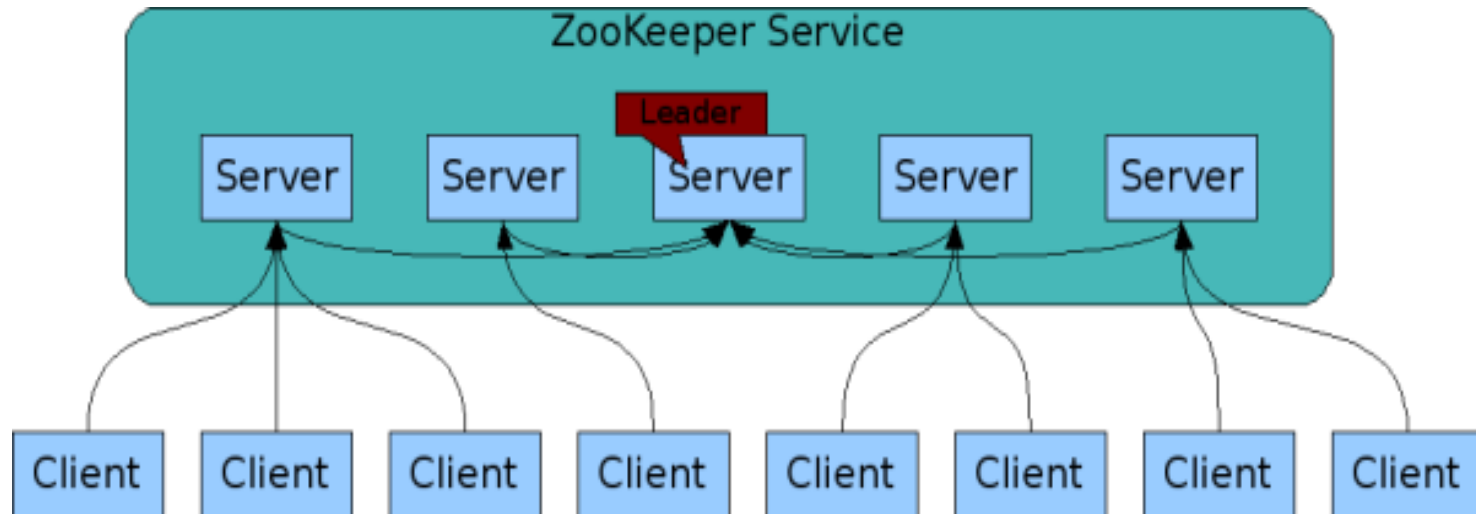 ZooKeeper Service
Leader
Server Server Server Server Server
Client Client Client Client Client Client Client Client